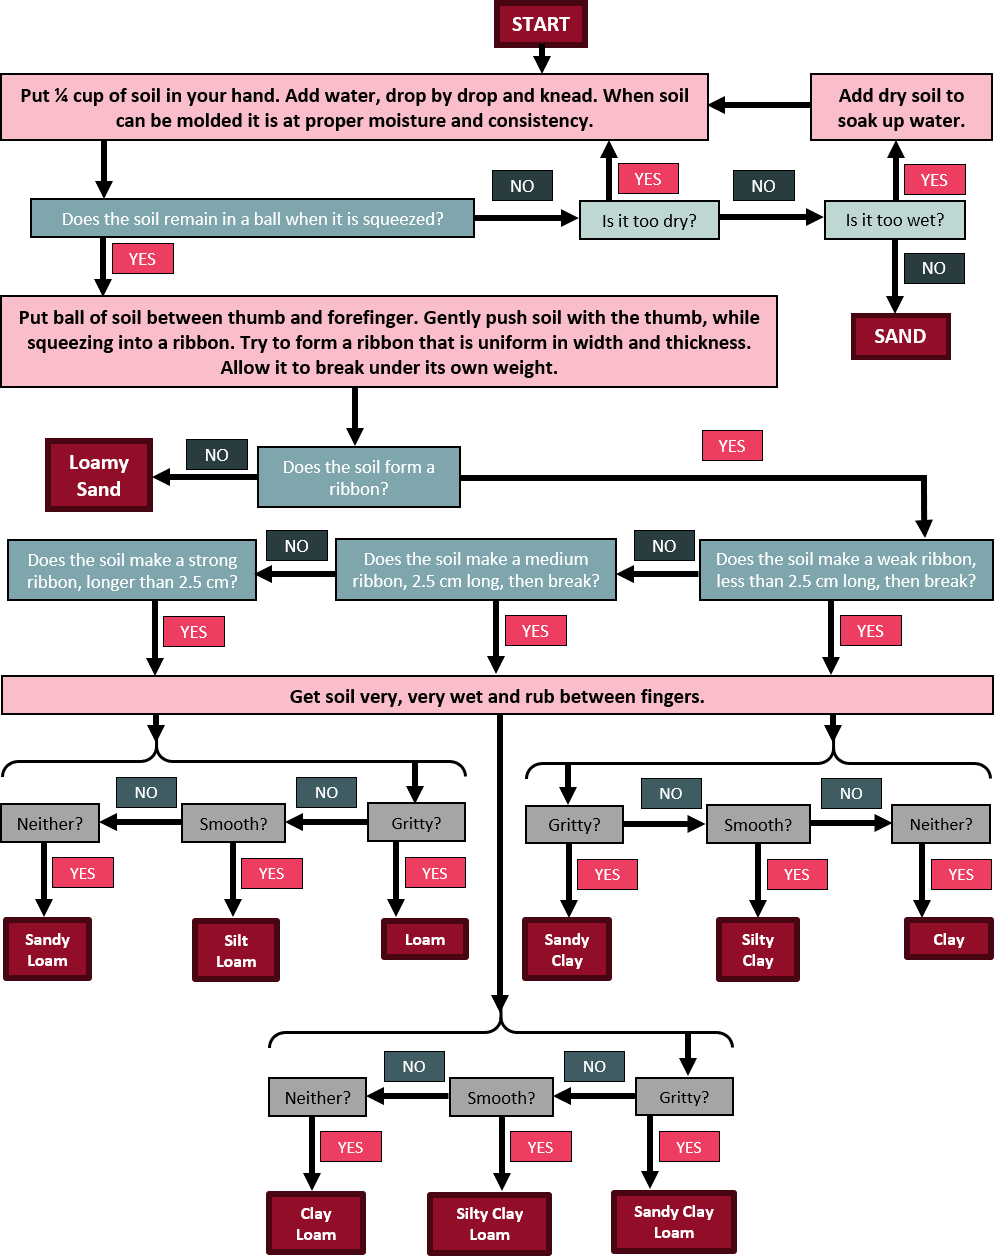 START
Put ¼ cup of soil in your hand. Add water, drop by drop and knead. When soil
can be molded it is at proper moisture and consistency.
Add dry soil to
soak up water.
NO
YES
NO
YES
Does the soil remain in a ball when it is squeezed?
Is it too dry?
Is it too wet?
YES
NO
Put ball of soil between thumb and forefinger. Gently push soil with the thumb, while
squeezing into a ribbon. Try to form a ribbon that is uniform in width and thickness.
Allow it to break under its own weight.
SAND
Loamy
Sand
NO
Does the soil form a
ribbon?
YES
Does the soil make a strong
ribbon, longer than 2.5 cm?
NO
Does the soil make a medium
ribbon, 2.5 cm long, then break?
NO
Does the soil make a weak ribbon,
less than 2.5 cm long, then break?
YES
YES
YES
Get soil very, very wet and rub between fingers.
NO
NO
NO
NO
Neither?
Smooth?
Gritty?
Gritty?
Smooth?
Neither?
YES
YES
YES
YES
YES
YES
Sandy
Loam
Silt
Loam
Loam
Sandy
Clay
Silty
Clay
Clay
NO
NO
Neither?
Smooth?
Gritty?
YES
YES
YES
Clay
Loam
Silty Clay
Loam
Sandy Clay
Loam